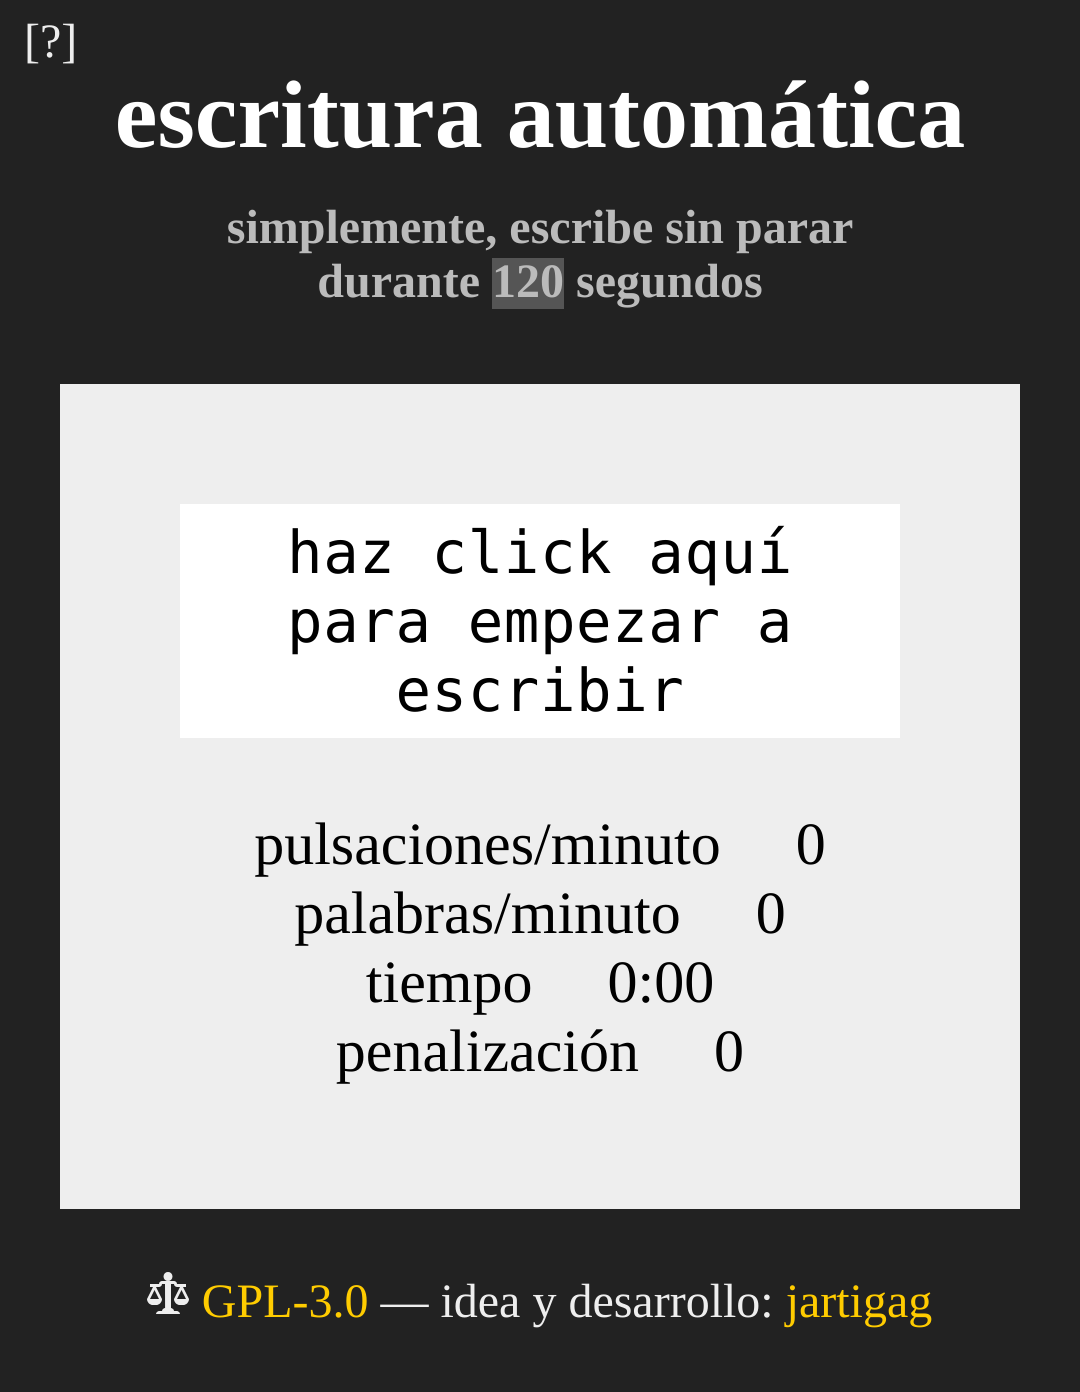 [?]
escritura automática
simplemente, escribe sin parar
durante 120 segundos
haz click aquí
para empezar a
escribir
pulsaciones/minuto 0
palabras/minuto 0
tiempo 0:00
penalización 0
GPL-3.0 — idea y desarrollo: jartigag